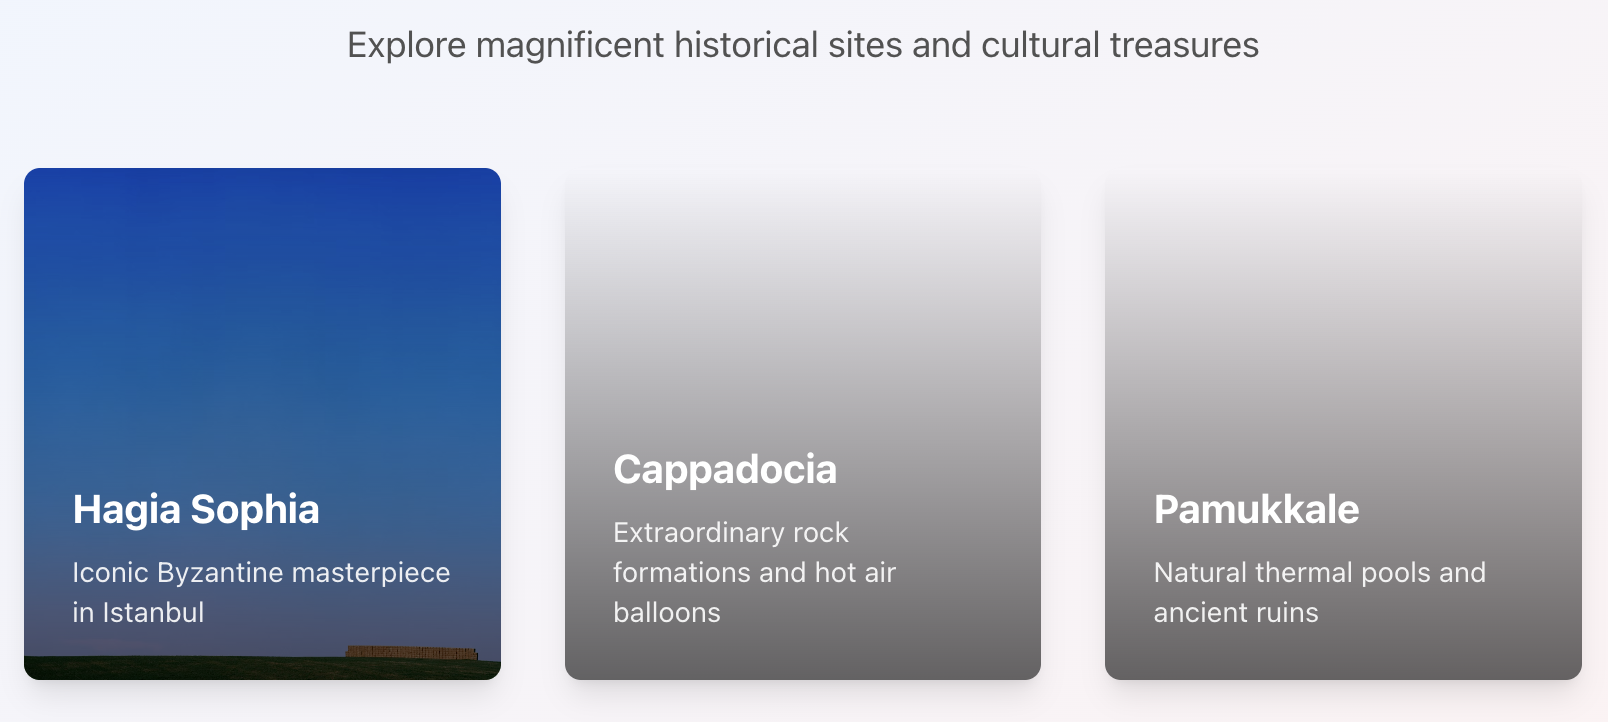 Explore magnificent historical sites and cultural treasures
Hagia Sophia
Iconic Byzantine masterpiece
in Istanbul
Cappadocia
Extraordinary rock
formations and hot air
balloons
Pamukkale
Natural thermal pools and
ancient ruins